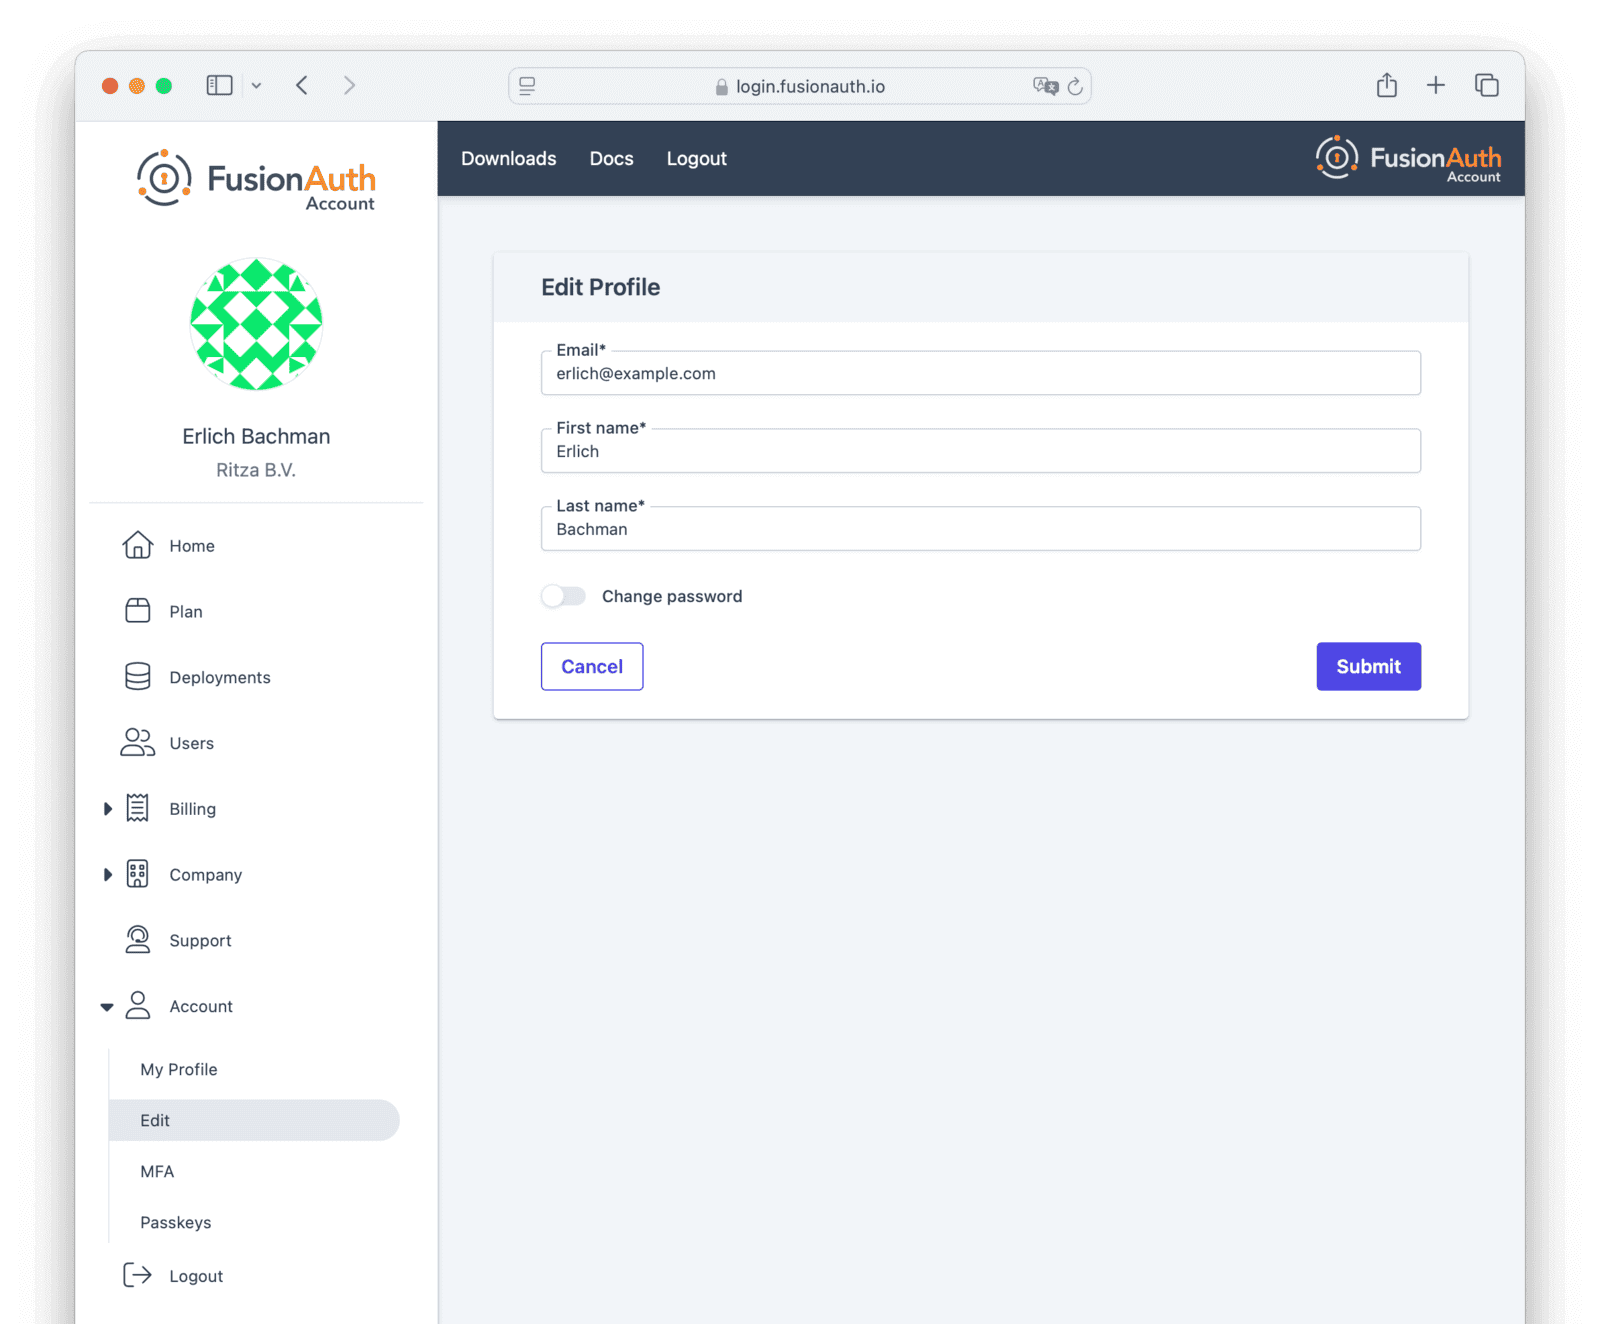 login.fusionauth.io
FusionAuth
Account
Downloads Docs Logout
FusionAuth
Account
Erlich Bachman
Ritza B.V.
Home
Plan
Deployments
Users
Billing
Company
Support
Account
My Profile
Edit
MFA
Passkeys
Logout
Edit Profile
Email*
erlich@example.com
First name*
Erlich
Last name*
Bachman
Change password
Cancel
Submit